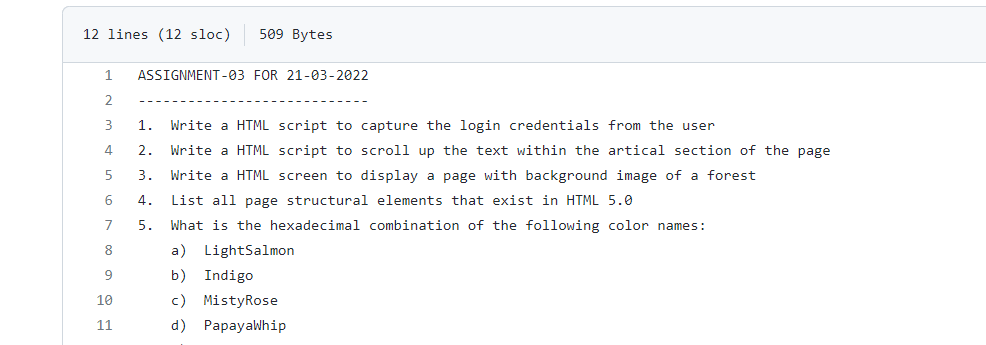 12 lines (12 sloc) 509 Bytes
1 ASSIGNMENT-03 FOR 21-03-2022
2 ----------------------------
3 1. Write a HTML script to capture the login credentials from the user
4 2. Write a HTML script to scroll up the text within the artical section of the page
5 3. Write a HTML screen to display a page with background image of a forest
6 4. List all page structural elements that exist in HTML 5.0
7 5. What is the hexadecimal combination of the following color names:
8 a) LightSalmon
9 b) Indigo
10 c) MistyRose
11 d) PapayaWhip